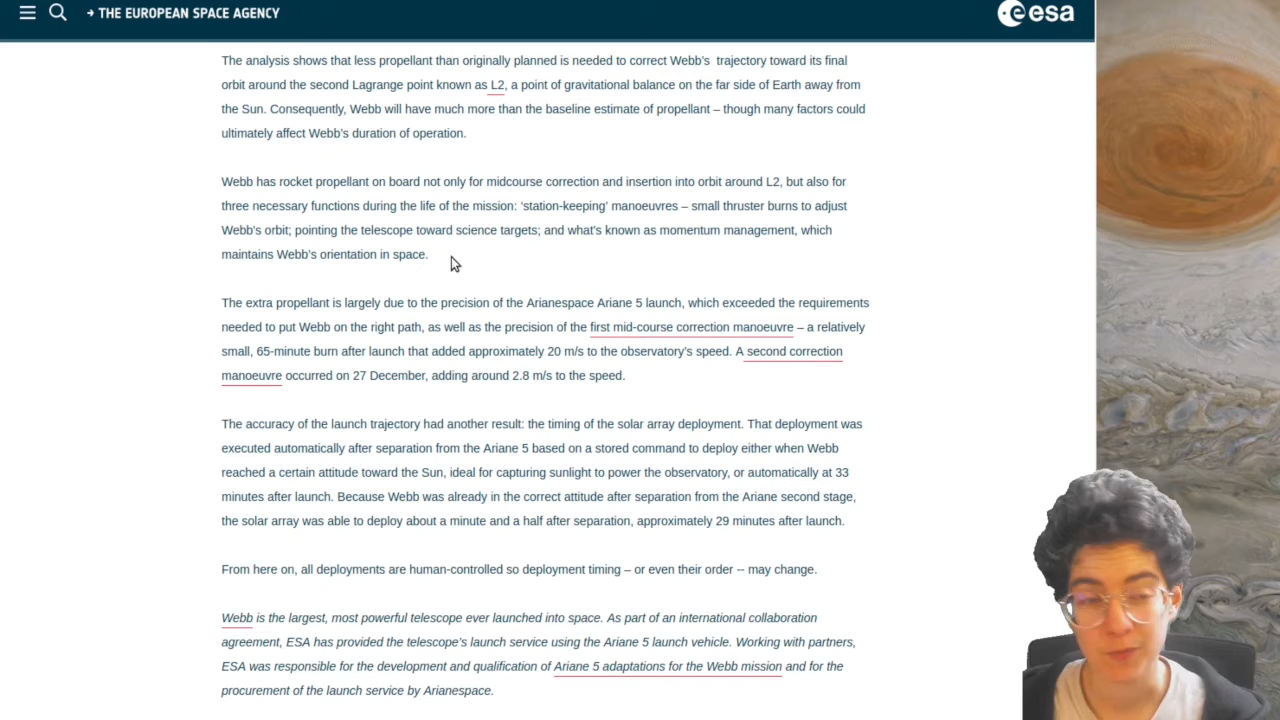 → THE EUROPEAN SPACE AGENCY
esa
The analysis shows that less propellant than originally planned is needed to correct Webb's trajectory toward its final
orbit around the second Lagrange point known as L2, a point of gravitational balance on the far side of Earth away from
the Sun. Consequently, Webb will have much more than the baseline estimate of propellant – though many factors could
ultimately affect Webb's duration of operation.
Webb has rocket propellant on board not only for midcourse correction and insertion into orbit around L2, but also for
three necessary functions during the life of the mission: ‘station-keeping’ manoeuvres – small thruster burns to adjust
Webb's orbit; pointing the telescope toward science targets; and what's known as momentum management, which
maintains Webb's orientation in space.
The extra propellant is largely due to the precision of the Arianespace Ariane 5 launch, which exceeded the requirements
needed to put Webb on the right path, as well as the precision of the first mid-course correction manoeuvre – a relatively
small, 65-minute burn after launch that added approximately 20 m/s to the observatory's speed. A second correction
manoeuvre occurred on 27 December, adding around 2.8 m/s to the speed.
The accuracy of the launch trajectory had another result: the timing of the solar array deployment. That deployment was
executed automatically after separation from the Ariane 5 based on a stored command to deploy either when Webb
reached a certain attitude toward the Sun, ideal for capturing sunlight to power the observatory, or automatically at 33
minutes after launch. Because Webb was already in the correct attitude after separation from the Ariane second stage,
the solar array was able to deploy about a minute and a half after separation, approximately 29 minutes after launch.
From here on, all deployments are human-controlled so deployment timing – or even their order -- may change.
Webb is the largest, most powerful telescope ever launched into space. As part of an international collaboration
agreement, ESA has provided the telescope's launch service using the Ariane 5 launch vehicle. Working with partners,
ESA was responsible for the development and qualification of Ariane 5 adaptations for the Webb mission and for the
procurement of the launch service by Arianespace.